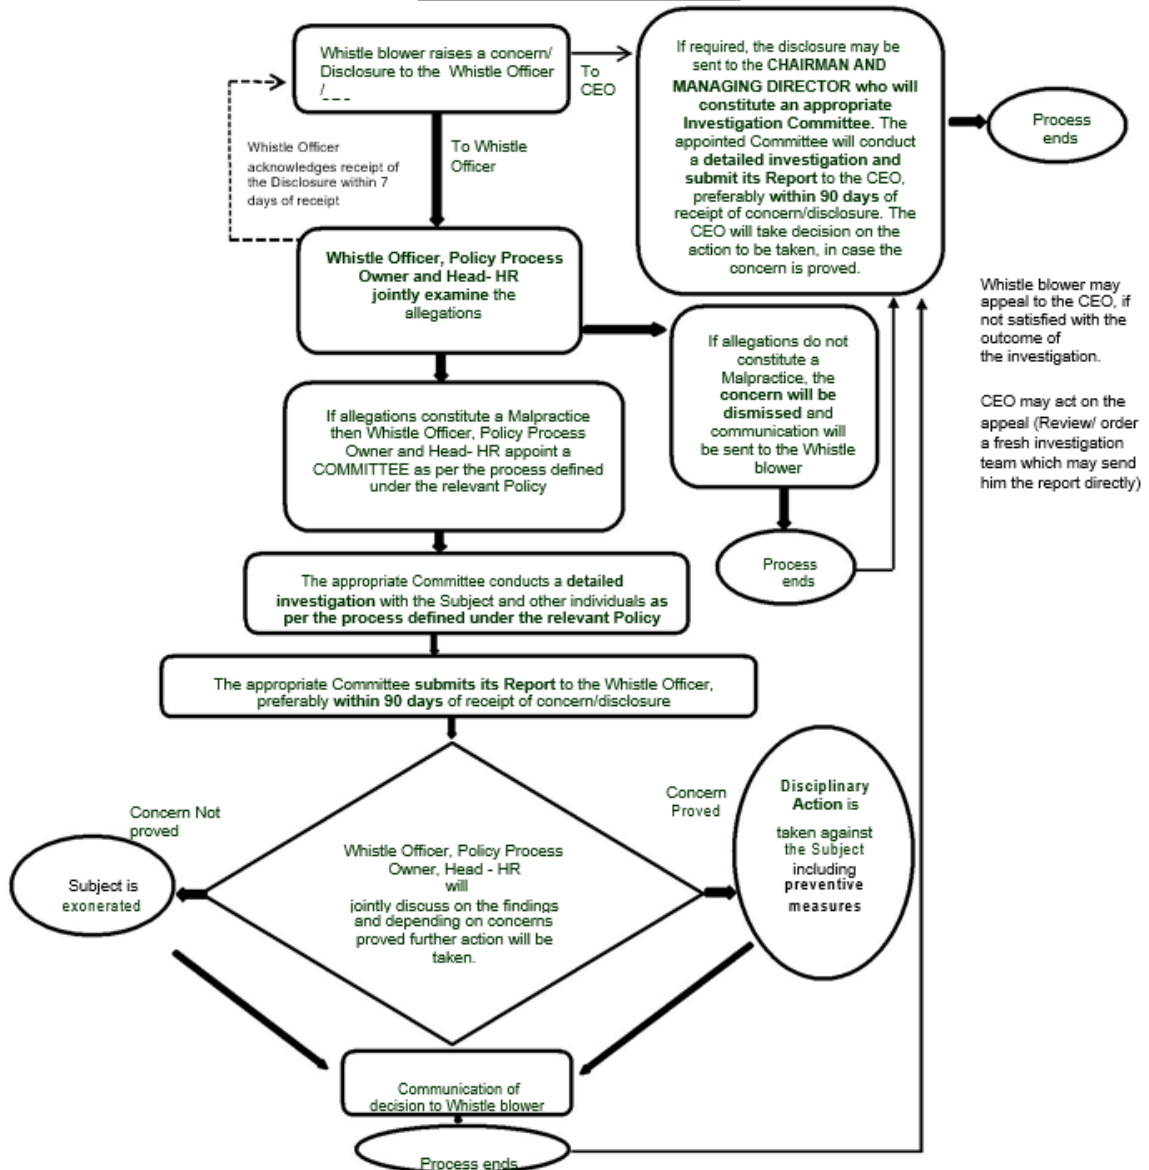 Whistle blower raises a concern/
Disclosure to the Whistle Officer
/_ _ _
To
CEO
If required, the disclosure may be
sent to the CHAIRMAN AND
MANAGING DIRECTOR who will
constitute an appropriate
Investigation Committee. The
appointed Committee will conduct
a detailed investigation and
submit its Report to the CEO,
preferably within 90 days of
receipt of concern/disclosure. The
CEO will take decision on the
action to be taken, in case the
concern is proved.
Process
ends
Whistle Officer
acknowledges receipt of
the Disclosure within 7
days of receipt
To Whistle
Officer
Whistle Officer, Policy Process
Owner and Head- HR
jointly examine the
allegations
Whistle blower may
appeal to the CEO, if
not satisfied with the
outcome of
the investigation.
CEO may act on the
appeal (Review/ order
a fresh investigation
team which may send
him the report directly)
If allegations do not
constitute a
Malpractice, the
concern will be
dismissed and
communication will
be sent to the Whistle
blower
If allegations constitute a Malpractice
then Whistle Officer, Policy Process
Owner and Head- HR appoint a
COMMITTEE as per the process defined
under the relevant Policy
Process
ends
The appropriate Committee conducts a detailed
investigation with the Subject and other individuals as
per the process defined under the relevant Policy
The appropriate Committee submits its Report to the Whistle Officer,
preferably within 90 days of receipt of concern/disclosure
Concern Not
proved
Concern
Proved
Subject is
exonerated
Whistle Officer, Policy Process
Owner, Head - HR
will
jointly discuss on the findings
and depending on concerns
proved further action will be
taken.
Disciplinary
Action is
taken against
the Subject
including
preventive
measures
Communication of
decision to Whistle blower
Process ends